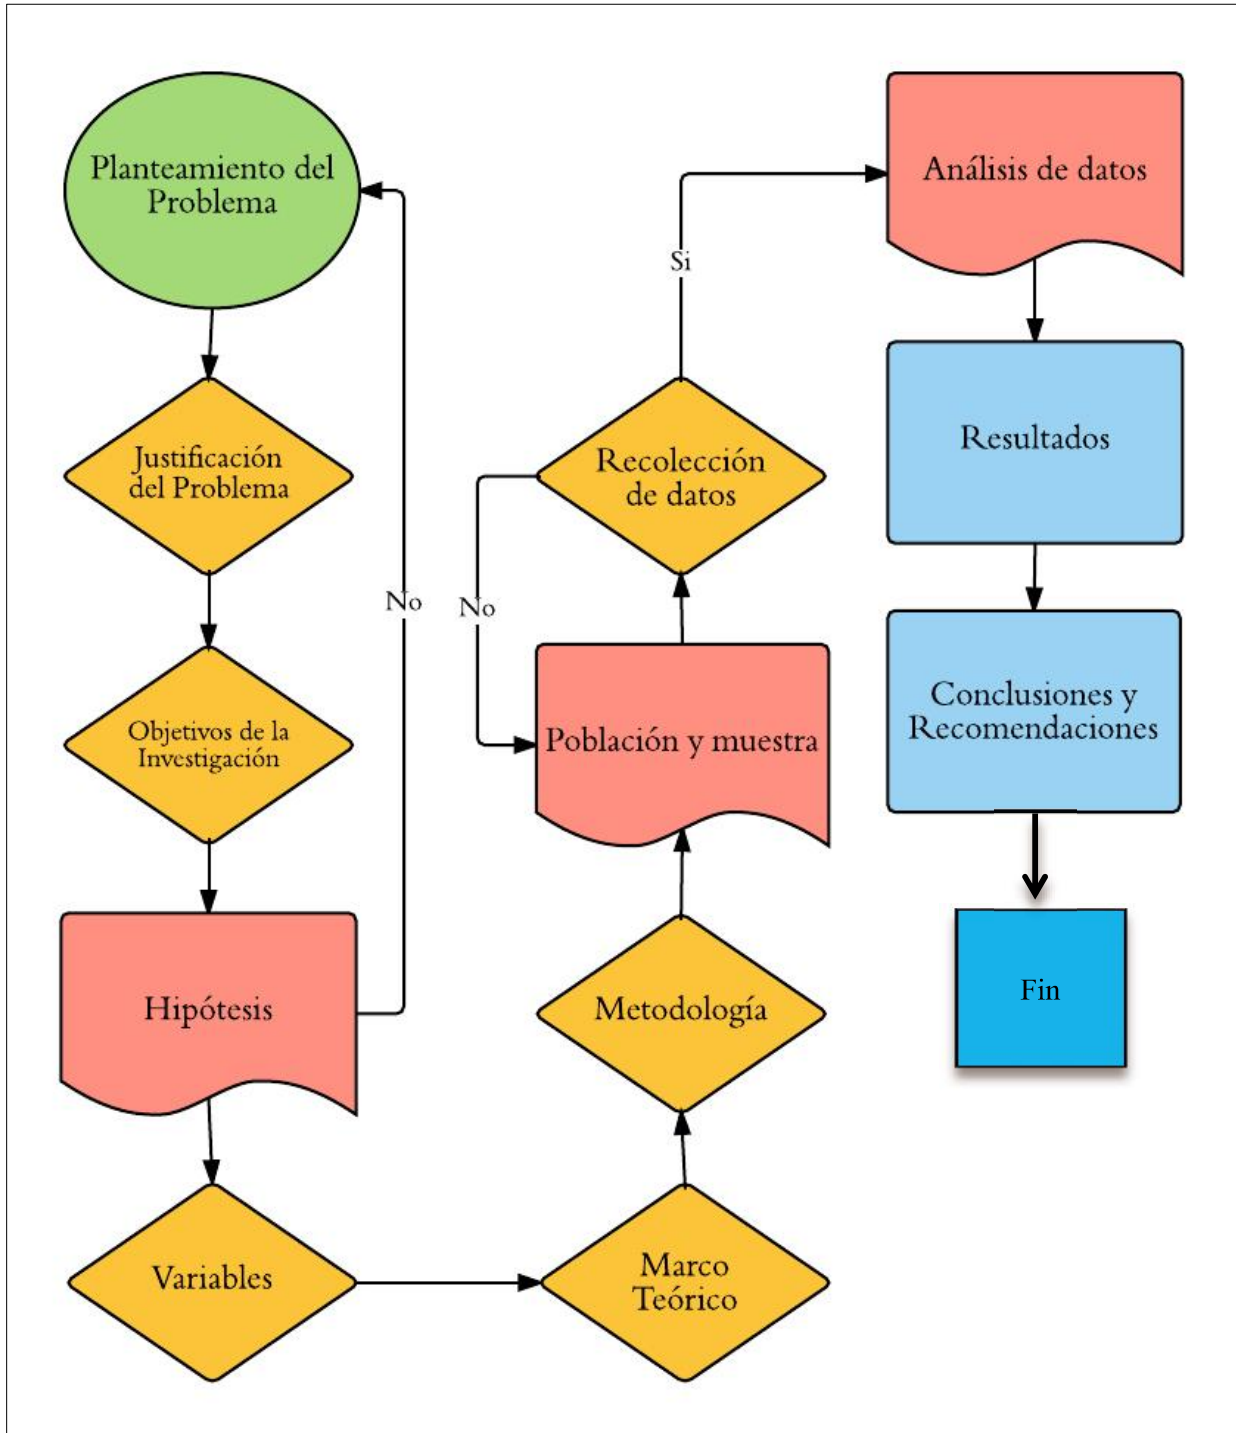 Planteamiento del
Problema
Justificación
del Problema
Objetivos de la
Investigación
Hipótesis
No
Variables
Marco
Teórico
Metodología
Población y muestra
No
Recolección
de datos
Si
Análisis de datos
Resultados
Conclusiones y
Recomendaciones
Fin